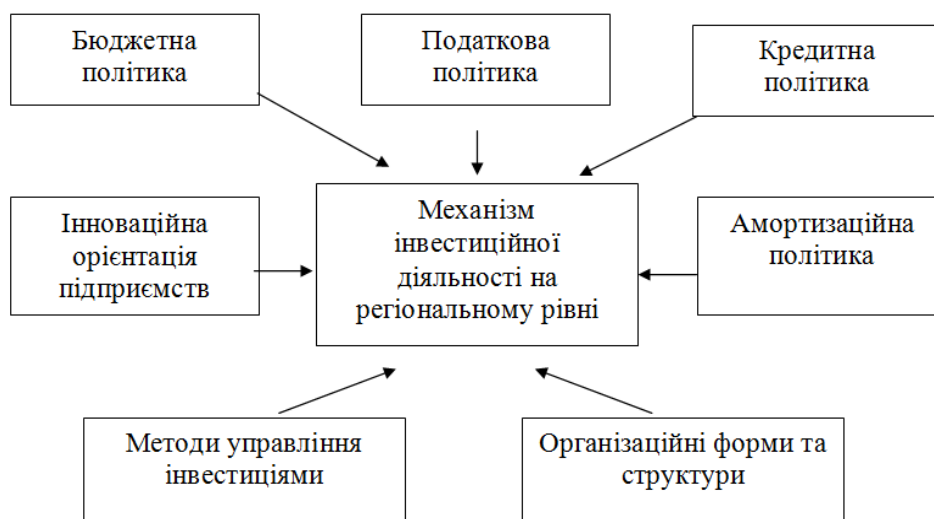 Бюджетна
політика
Податкова
політика
Кредитна
політика
Інноваційна
орієнтація
підприємств
Механізм
інвестиційної
діяльності на
регіональному рівні
Амортизаційна
політика
Методи управління
інвестиціями
Організаційні форми та
структури